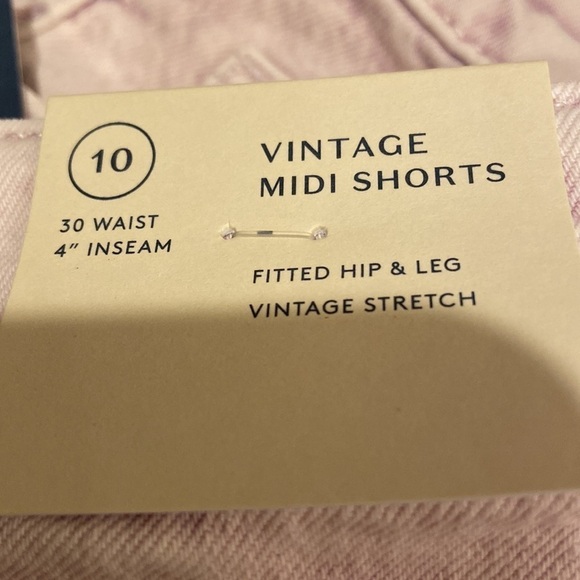 10
30 WAIST
4" INSEAM
VINTAGE
MIDI SHORTS
FITTED HIP & LEG
VINTAGE STRETCH